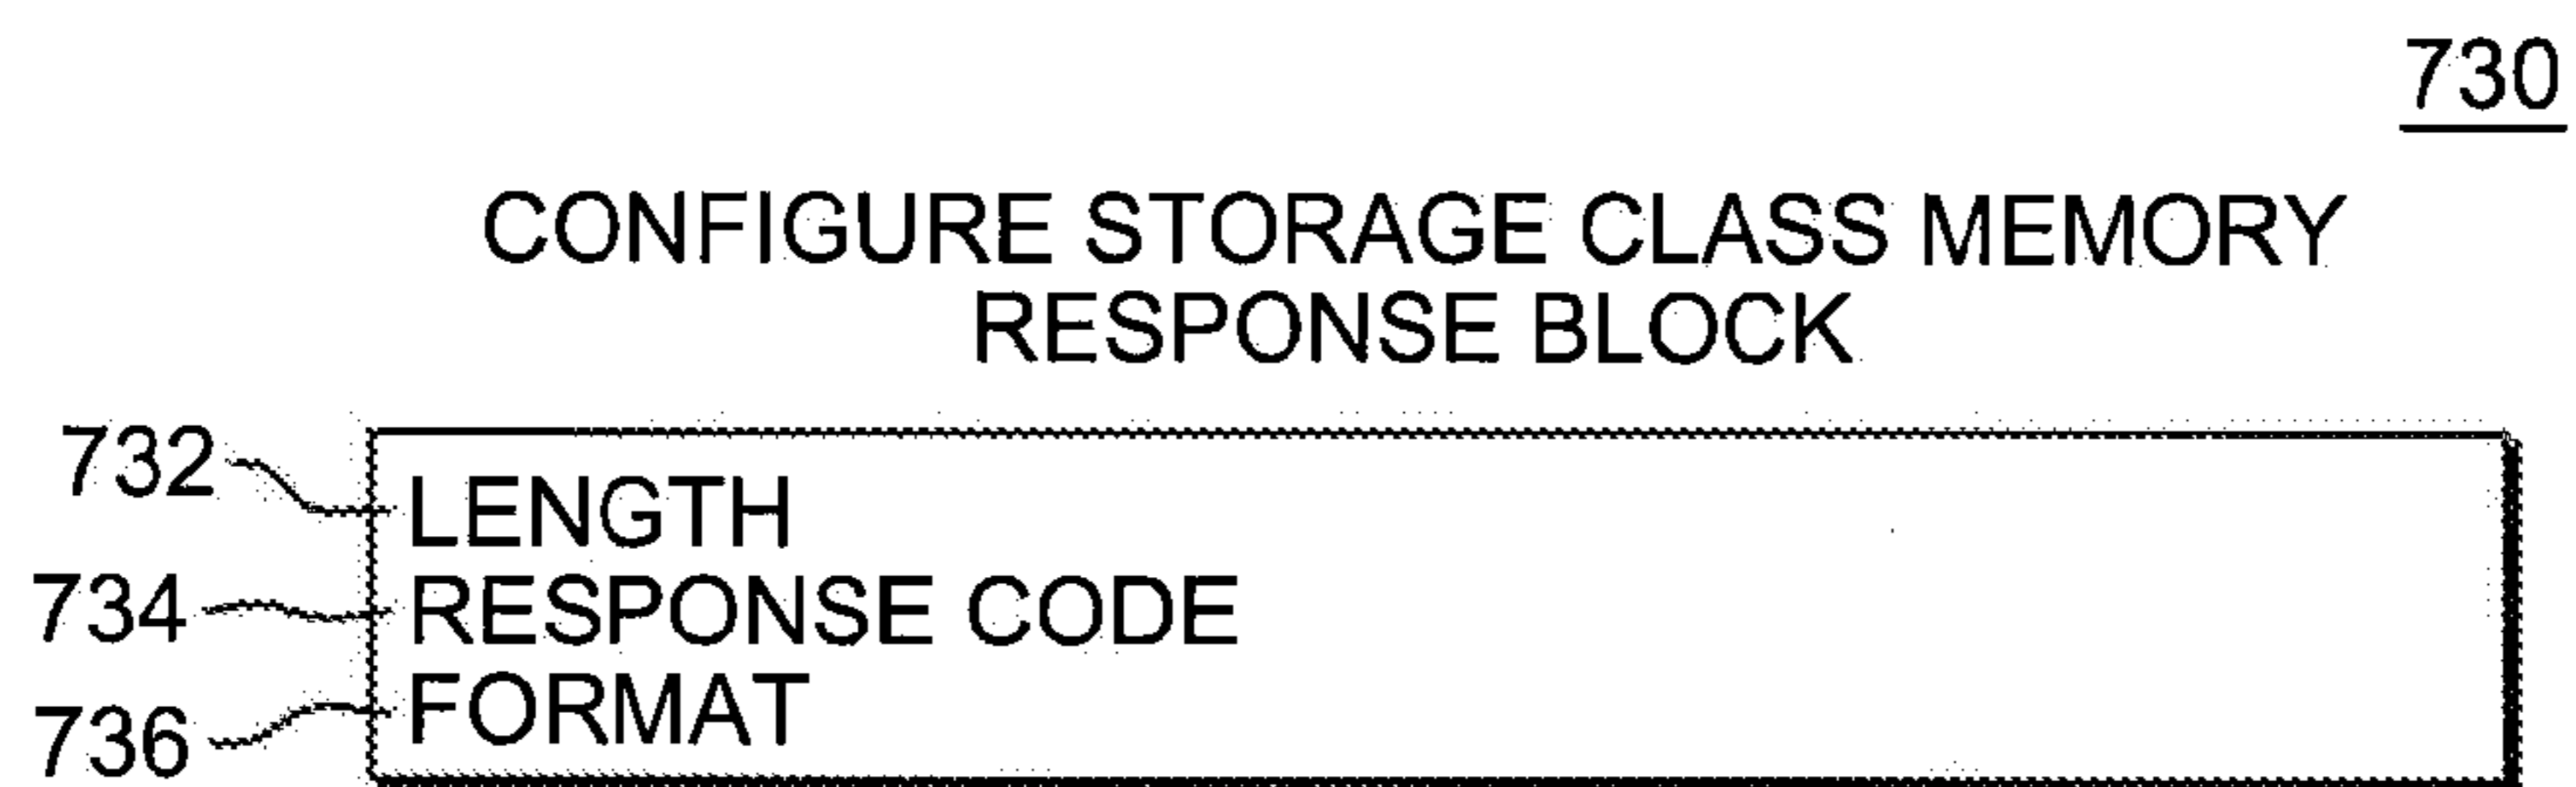 730
CONFIGURE STORAGE CLASS MEMORY
RESPONSE BLOCK
732 LENGTH
734 RESPONSE CODE
736 FORMAT